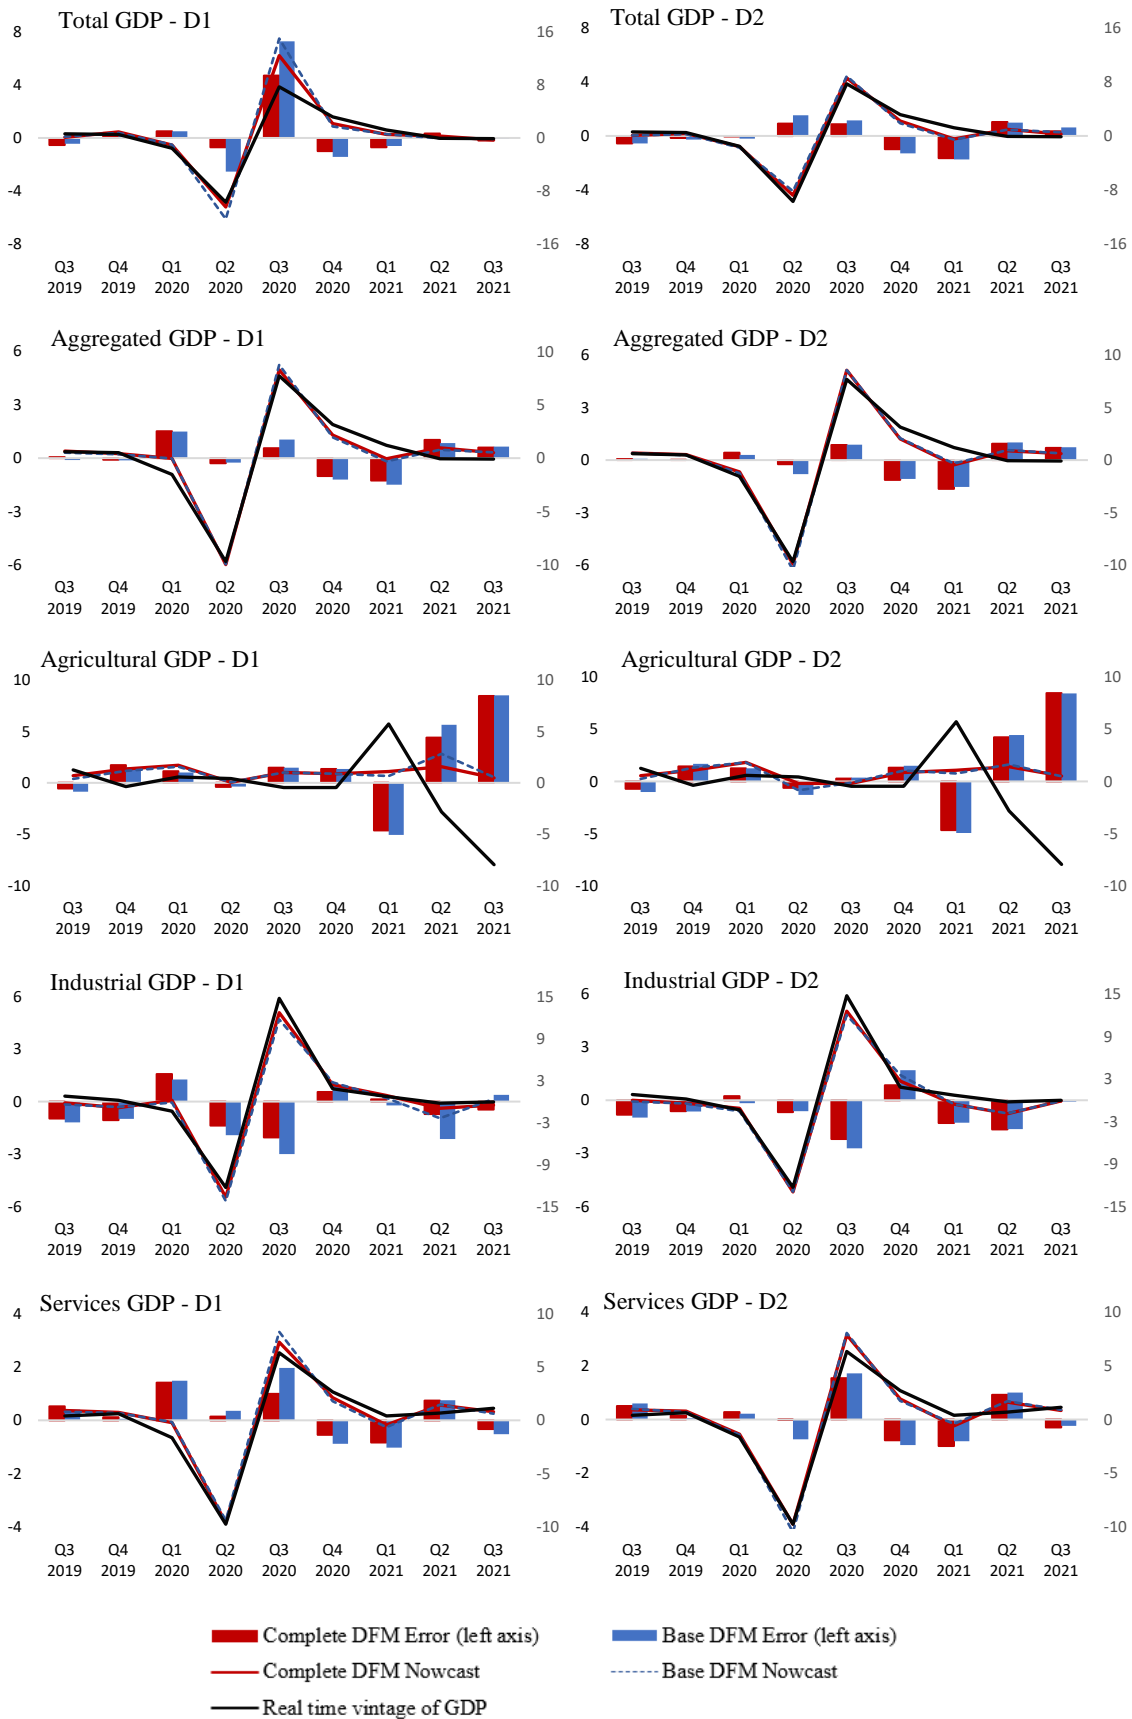 Total GDP - D1
8
4
0
-4
-8
16
8
0
-8
-16
Q3 Q4 Q1 Q2 Q3 Q4 Q1 Q2 Q3
2019 2019 2020 2020 2020 2020 2021 2021 2021
Total GDP - D2
8
4
0
-4
-8
16
8
0
-8
-16
Q3 Q4 Q1 Q2 Q3 Q4 Q1 Q2 Q3
2019 2019 2020 2020 2020 2020 2021 2021 2021
Aggregated GDP - D1
6
3
0
-3
-6
10
5
0
-5
-10
Q3 Q4 Q1 Q2 Q3 Q4 Q1 Q2 Q3
2019 2019 2020 2020 2020 2020 2021 2021 2021
Aggregated GDP - D2
6
3
0
-3
-6
10
5
0
-5
-10
Q3 Q4 Q1 Q2 Q3 Q4 Q1 Q2 Q3
2019 2019 2020 2020 2020 2020 2021 2021 2021
Agricultural GDP - D1
10
5
0
-5
-10
10
5
0
-5
-10
Q3 Q4 Q1 Q2 Q3 Q4 Q1 Q2 Q3
2019 2019 2020 2020 2020 2020 2021 2021 2021
Agricultural GDP - D2
10
5
0
-5
-10
10
5
0
-5
-10
Q3 Q4 Q1 Q2 Q3 Q4 Q1 Q2 Q3
2019 2019 2020 2020 2020 2020 2021 2021 2021
Industrial GDP - D1
6
3
0
-3
-6
15
9
3
-3
-9
-15
Q3 Q4 Q1 Q2 Q3 Q4 Q1 Q2 Q3
2019 2019 2020 2020 2020 2020 2021 2021 2021
Industrial GDP - D2
6
3
0
-3
-6
15
9
3
-3
-9
-15
Q3 Q4 Q1 Q2 Q3 Q4 Q1 Q2 Q3
2019 2019 2020 2020 2020 2020 2021 2021 2021
Services GDP - D1
4
2
0
-2
-4
10
5
0
-5
-10
Q3 Q4 Q1 Q2 Q3 Q4 Q1 Q2 Q3
2019 2019 2020 2020 2020 2020 2021 2021 2021
Services GDP - D2
4
2
0
-2
-4
10
5
0
-5
-10
Q3 Q4 Q1 Q2 Q3 Q4 Q1 Q2 Q3
2019 2019 2020 2020 2020 2020 2021 2021 2021
Complete DFM Error (left axis)
Base DFM Error (left axis)
Complete DFM Nowcast
Base DFM Nowcast
Real time vintage of GDP